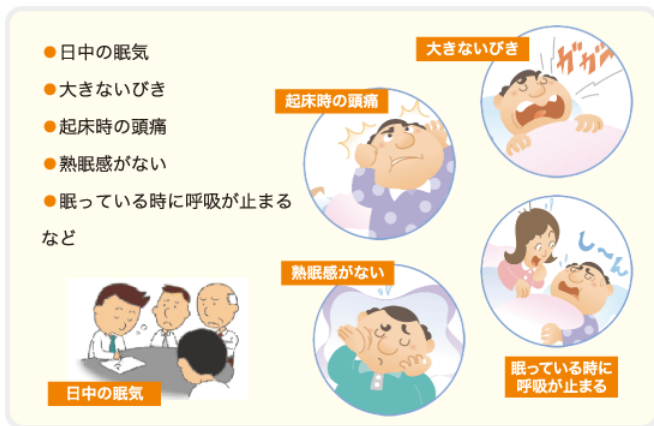 ●日中の眠気
●大きないびき
●起床時の頭痛
●熟眠感がない
●眠っている時に呼吸が止まる
など
大きないびき
ガガガ
起床時の頭痛
熟眠感がない
し〜ん
眠っている時に
呼吸が止まる
日中の眠気